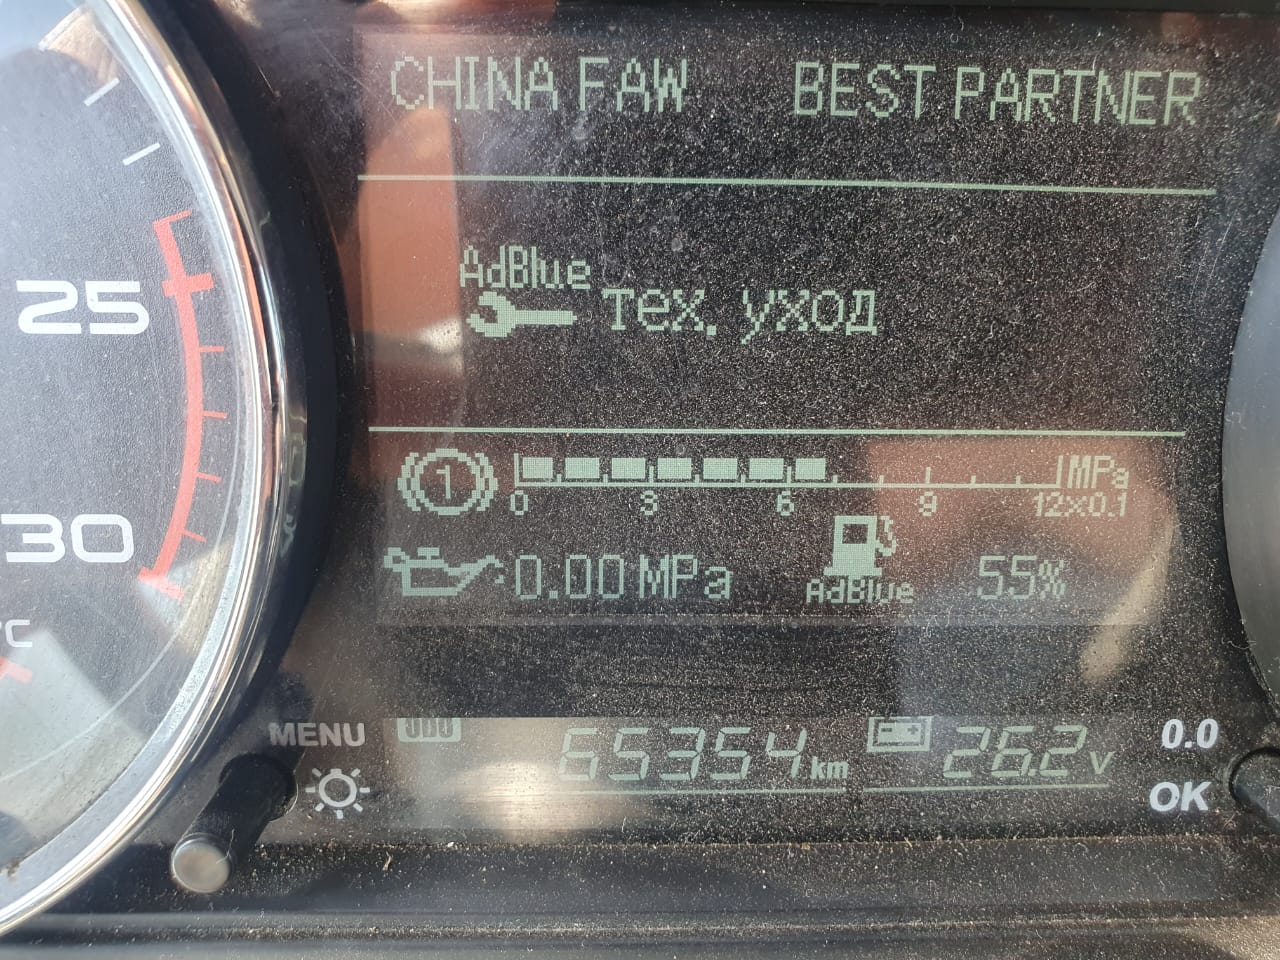 CHINA FAW BEST PARTNER
25
AdBlue
тех. уход
30
1
MPa
0 3 6 9 12x0.1
0.00 MPa
AdBlue 55%
°C
MENU
65354 km
26.2 v
0.0
OK